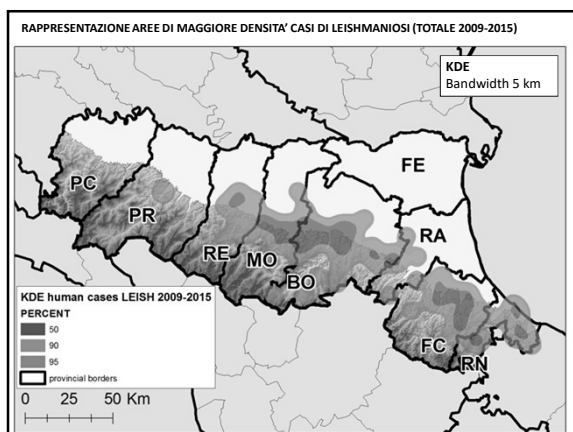 RAPPRESENTAZIONE AREE DI MAGGIORE DENSITA' CASI DI LEISHMANIOSI (TOTALE 2009-2015)
KDE
Bandwidth 5 km
FE
PC
PR
RA
RE
MO
BO
FC
RN
KDE human cases LEISH 2009-2015
PERCENT
50
90
95
provincial borders
0 25 50 Km